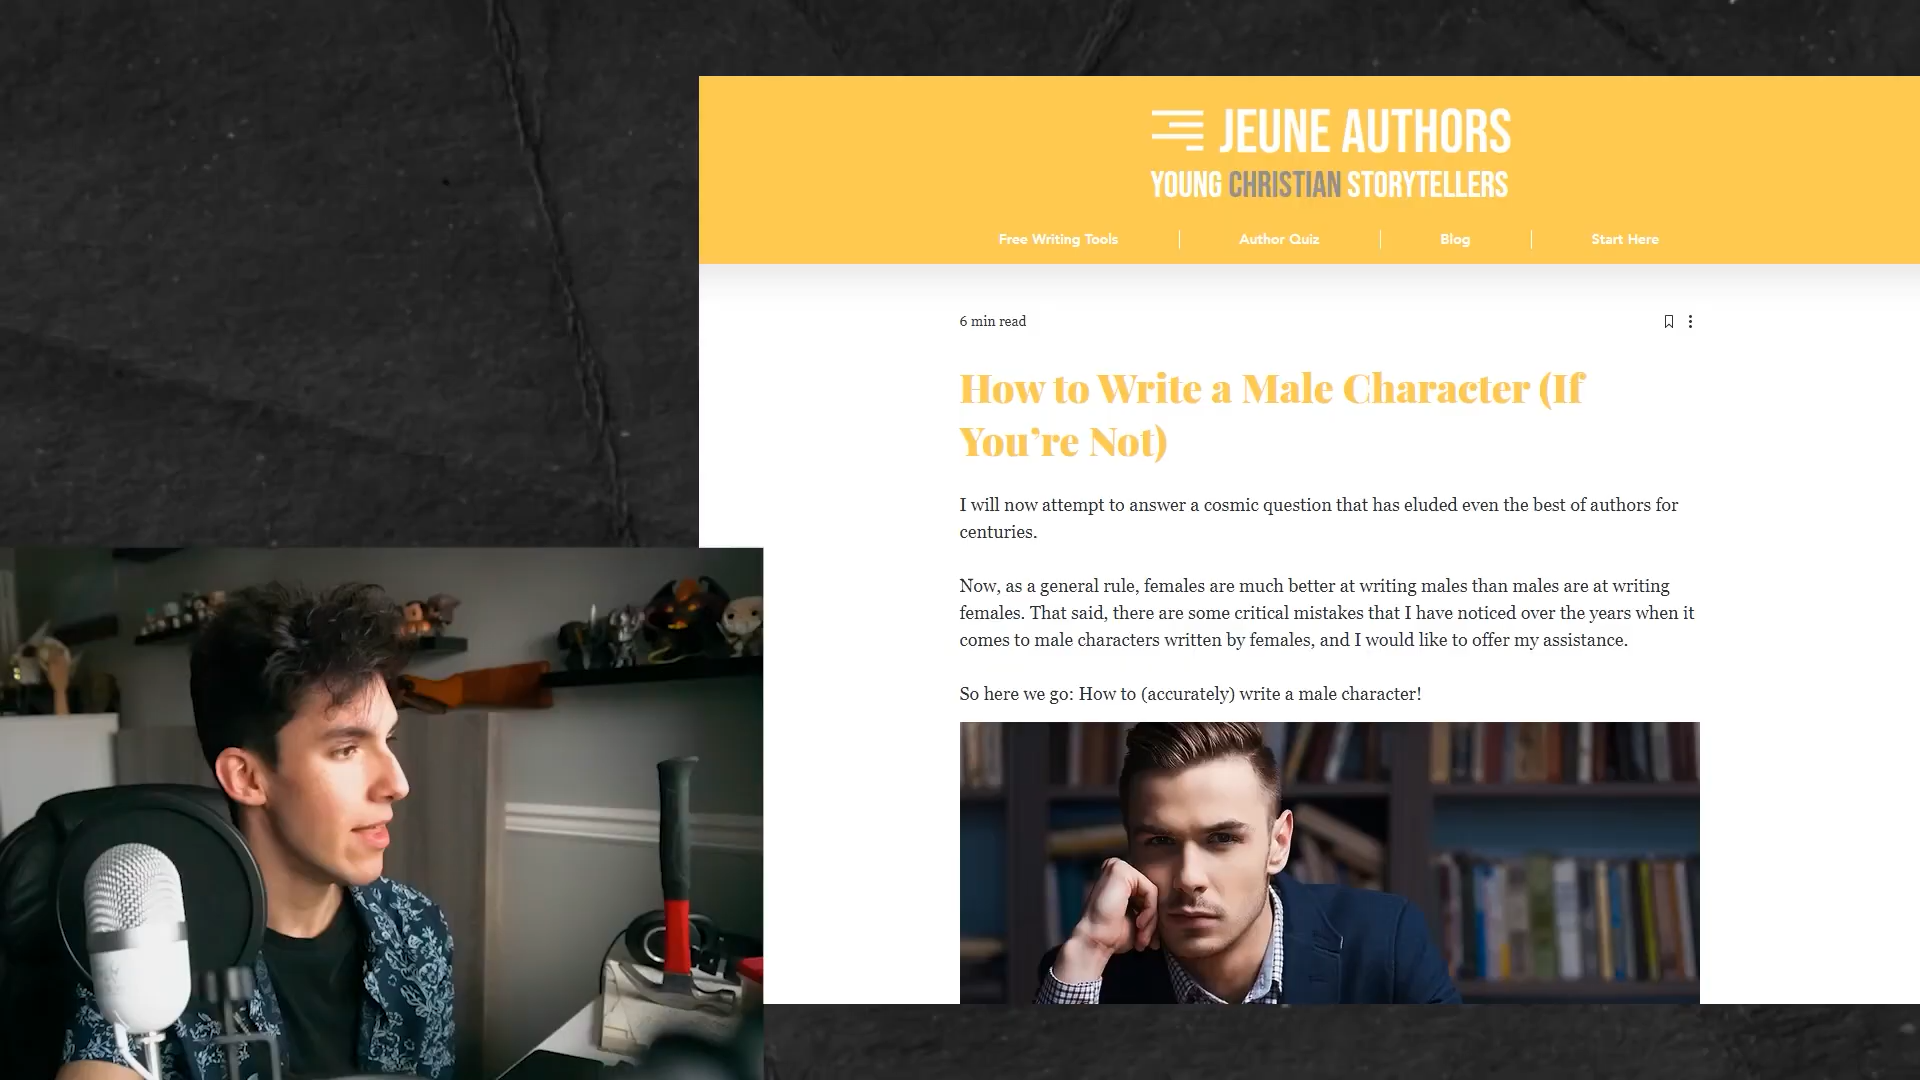 JEUNE AUTHORS
YOUNG CHRISTIAN STORYTELLERS
Free Writing Tools
Author Quiz
Blog
Start Here
6 min read
How to Write a Male Character (If
You’re Not)
I will now attempt to answer a cosmic question that has eluded even the best of authors for
centuries.
Now, as a general rule, females are much better at writing males than males are at writing
females. That said, there are some critical mistakes that I have noticed over the years when it
comes to male characters written by females, and I would like to offer my assistance.
So here we go: How to (accurately) write a male character!